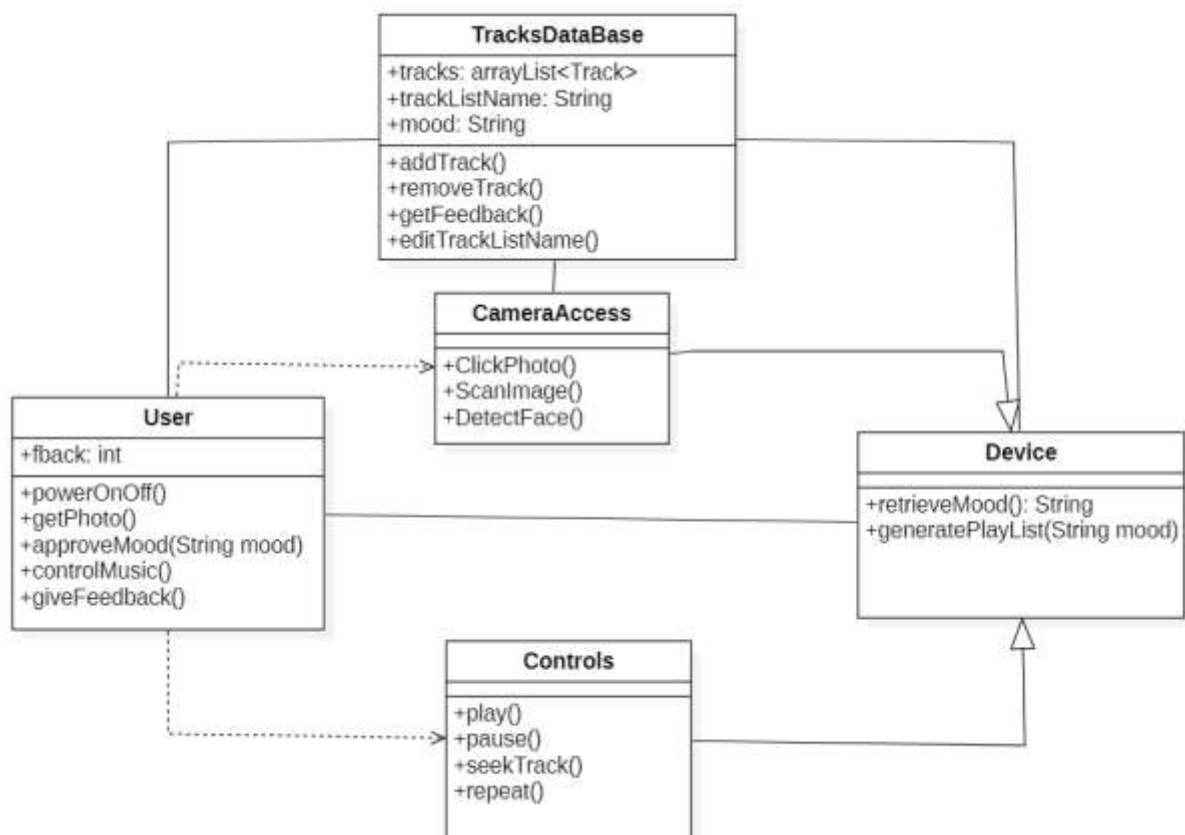 TracksDataBase
+tracks: arrayList<Track>
+trackListName: String
+mood: String
+addTrack()
+removeTrack()
+getFeedback()
+editTrackListName()
CameraAccess
+ClickPhoto()
+ScanImage()
+DetectFace()
User
+fback: int
+powerOnOff()
+getPhoto()
+approveMood(String mood)
+controlMusic()
+giveFeedback()
Device
+retrieveMood(): String
+generatePlayList(String mood)
Controls
+play()
+pause()
+seekTrack()
+repeat()